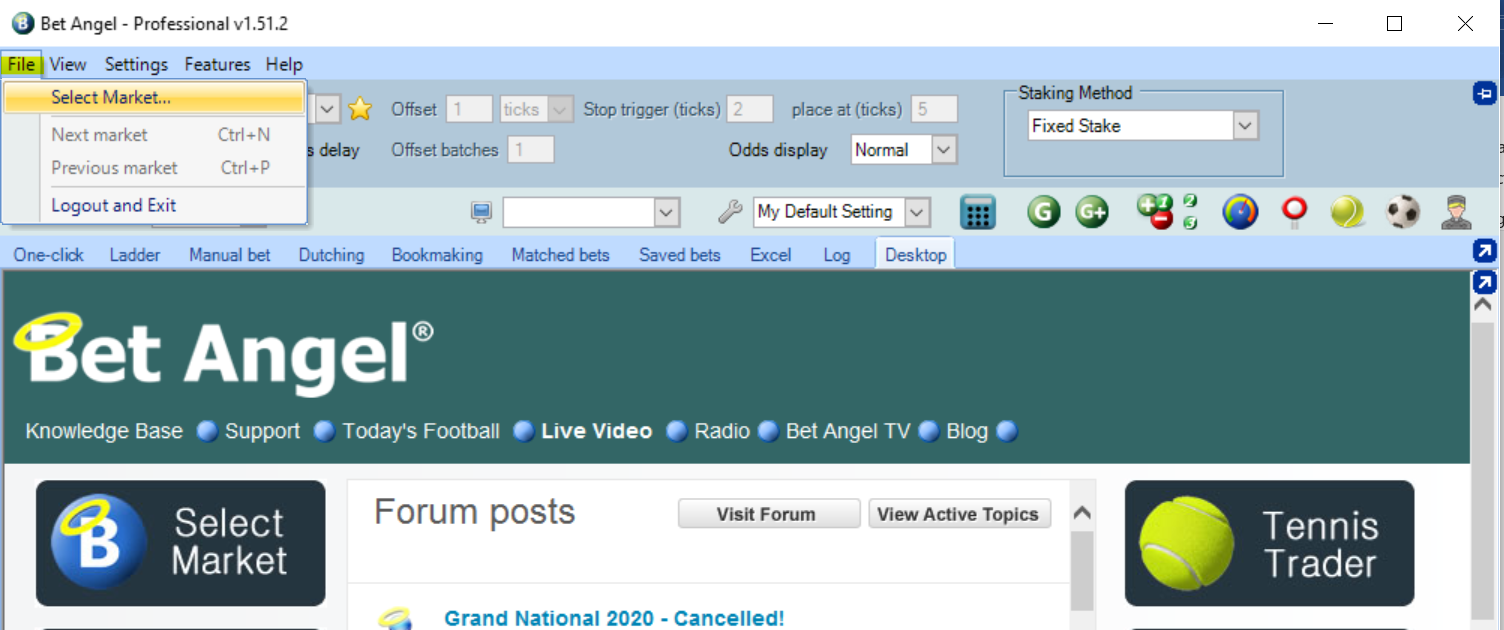 Bet Angel - Professional v1.51.2
File View Settings Features Help
Select Market...
Next market Ctrl+N
Previous market Ctrl+P
Logout and Exit
Offset 1 ticks Stop trigger (ticks) 2 place at (ticks) 5
s delay Offset batches 1 Odds display Normal
Staking Method
Fixed Stake
My Default Setting
G G+
One-click Ladder Manual bet Dutching Bookmaking Matched bets Saved bets Excel Log Desktop
Bet Angel®
Knowledge Base Support Today's Football Live Video Radio Bet Angel TV Blog
B Select
Market
Forum posts Visit Forum View Active Topics
Tennis
Trader
Grand National 2020 - Cancelled!